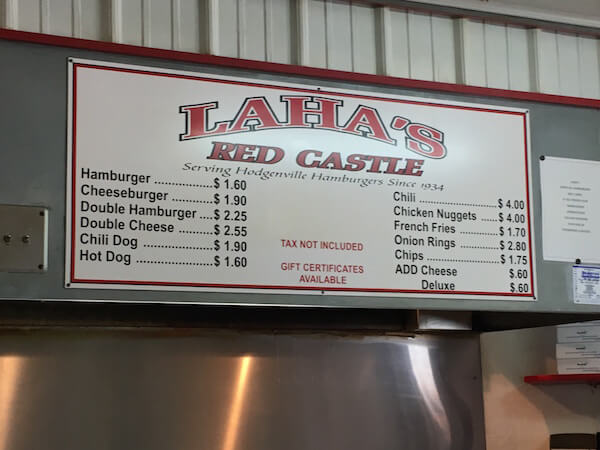 LAHA'S
RED CASTLE
Serving Hodgenville Hamburgers Since 1934
Hamburger ...............$ 1.60
Cheeseburger ...........$ 1.90
Double Hamburger ....$ 2.25
Double Cheese .........$ 2.55
Chili Dog ..................$ 1.90
Hot Dog ...................$ 1.60
TAX NOT INCLUDED
GIFT CERTIFICATES
AVAILABLE
Chili ........................$ 4.00
Chicken Nuggets ......$ 4.00
French Fries .............$ 1.70
Onion Rings .............$ 2.80
Chips .......................$ 1.75
ADD Cheese $.60
Deluxe $.60